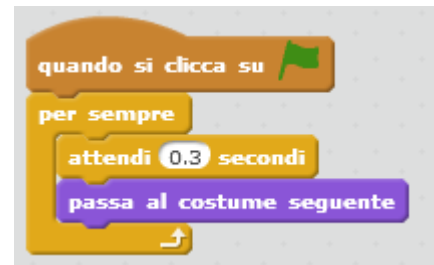 quando si clicca su
per sempre
attendi 0.3 secondi
passa al costume seguente